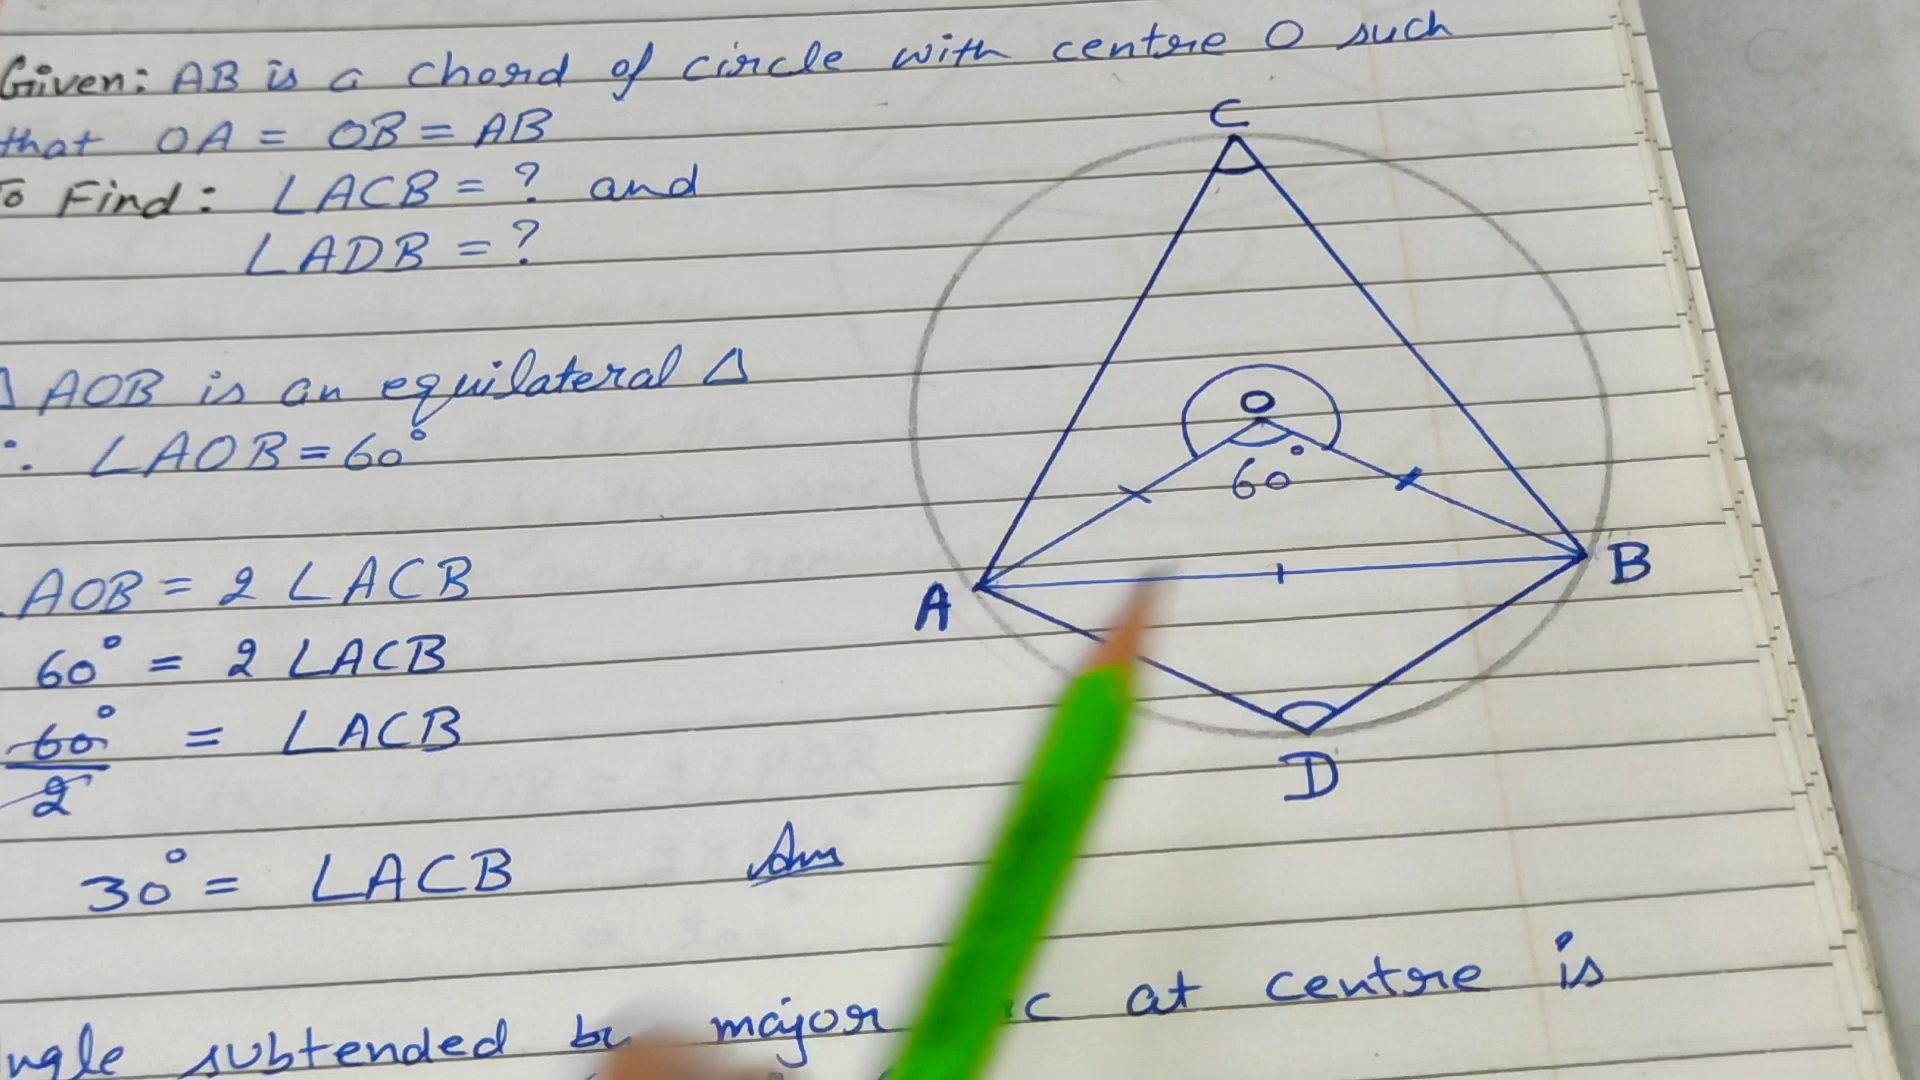 Given: AB is a chord of circle with centre O such
that OA = OB = AB
To Find: ∠ACB = ? and
∠ADB = ?
Δ AOB is an equilateral Δ
∴ ∠AOB = 60°
∠AOB = 2 ∠ACB
60° = 2 ∠ACB
60°/2 = ∠ACB
30° = ∠ACB Ans
subtended by major at centre is
C
O
60°
A
B
D